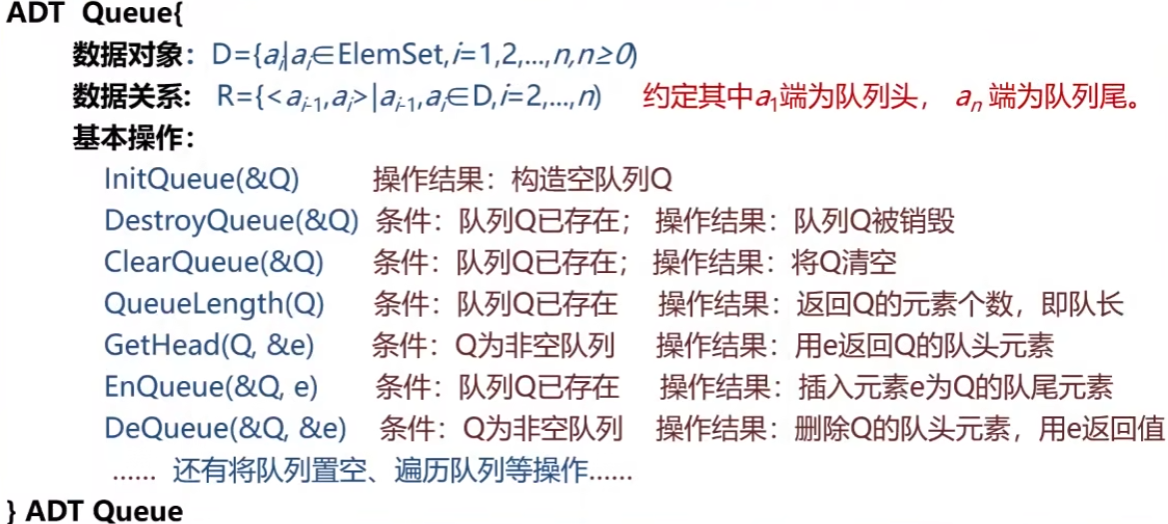 ADT Queue{
数据对象：D={aᵢ|aᵢ∈ElemSet,i=1,2,...,n,n≥0)
数据关系：R={<aᵢ₋₁,aᵢ>|aᵢ₋₁,aᵢ∈D,i=2,...,n) 约定其中a₁端为队列头， aₙ 端为队列尾。
基本操作：
InitQueue(&Q) 操作结果：构造空队列Q
DestroyQueue(&Q) 条件：队列Q已存在； 操作结果：队列Q被销毁
ClearQueue(&Q) 条件：队列Q已存在； 操作结果：将Q清空
QueueLength(Q) 条件：队列Q已存在 操作结果：返回Q的元素个数，即队长
GetHead(Q, &e) 条件：Q为非空队列 操作结果：用e返回Q的队头元素
EnQueue(&Q, e) 条件：队列Q已存在 操作结果：插入元素e为Q的队尾元素
DeQueue(&Q, &e) 条件：Q为非空队列 操作结果：删除Q的队头元素，用e返回值
...... 还有将队列置空、遍历队列等操作......
} ADT Queue